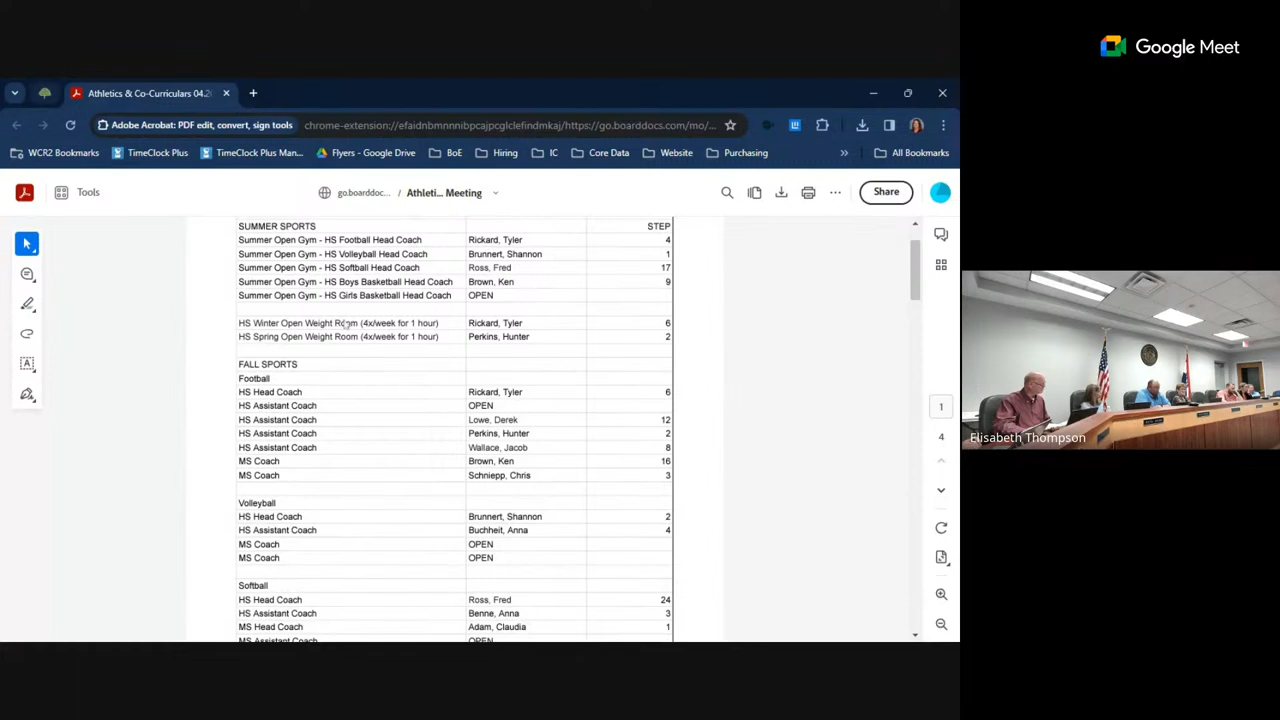 Google Meet
Athletics & Co-Curriculars 04.2
Adobe Acrobat: PDF edit, convert, sign tools
chrome-extension://efaidnbmnnnibpcajpcglclefindmkaj/https://go.boarddocs.com/mo/...
WCR2 Bookmarks TimeClock Plus TimeClock Plus Man... Flyers - Google Drive BoE Hiring IC Core Data Website Purchasing » All Bookmarks
Tools go.boarddoc... / Athleti... Meeting Share
SUMMER SPORTS STEP
Summer Open Gym - HS Football Head Coach Rickard, Tyler 4
Summer Open Gym - HS Volleyball Head Coach Brunnert, Shannon 1
Summer Open Gym - HS Softball Head Coach Ross, Fred 17
Summer Open Gym - HS Boys Basketball Head Coach Brown, Ken 9
Summer Open Gym - HS Girls Basketball Head Coach OPEN
HS Winter Open Weight Room (4x/week for 1 hour) Rickard, Tyler 6
HS Spring Open Weight Room (4x/week for 1 hour) Perkins, Hunter 2
FALL SPORTS
Football
HS Head Coach Rickard, Tyler 6
HS Assistant Coach OPEN
HS Assistant Coach Lowe, Derek 12
HS Assistant Coach Perkins, Hunter 2
HS Assistant Coach Wallace, Jacob 8
MS Coach Brown, Ken 16
MS Coach Schniepp, Chris 3
Volleyball
HS Head Coach Brunnert, Shannon 2
HS Assistant Coach Buchheit, Anna 4
MS Coach OPEN
MS Coach OPEN
Softball
HS Head Coach Ross, Fred 24
HS Assistant Coach Benne, Anna 3
MS Head Coach Adam, Claudia 1
MS Assistant Coach OPEN
1
4
Elisabeth Thompson